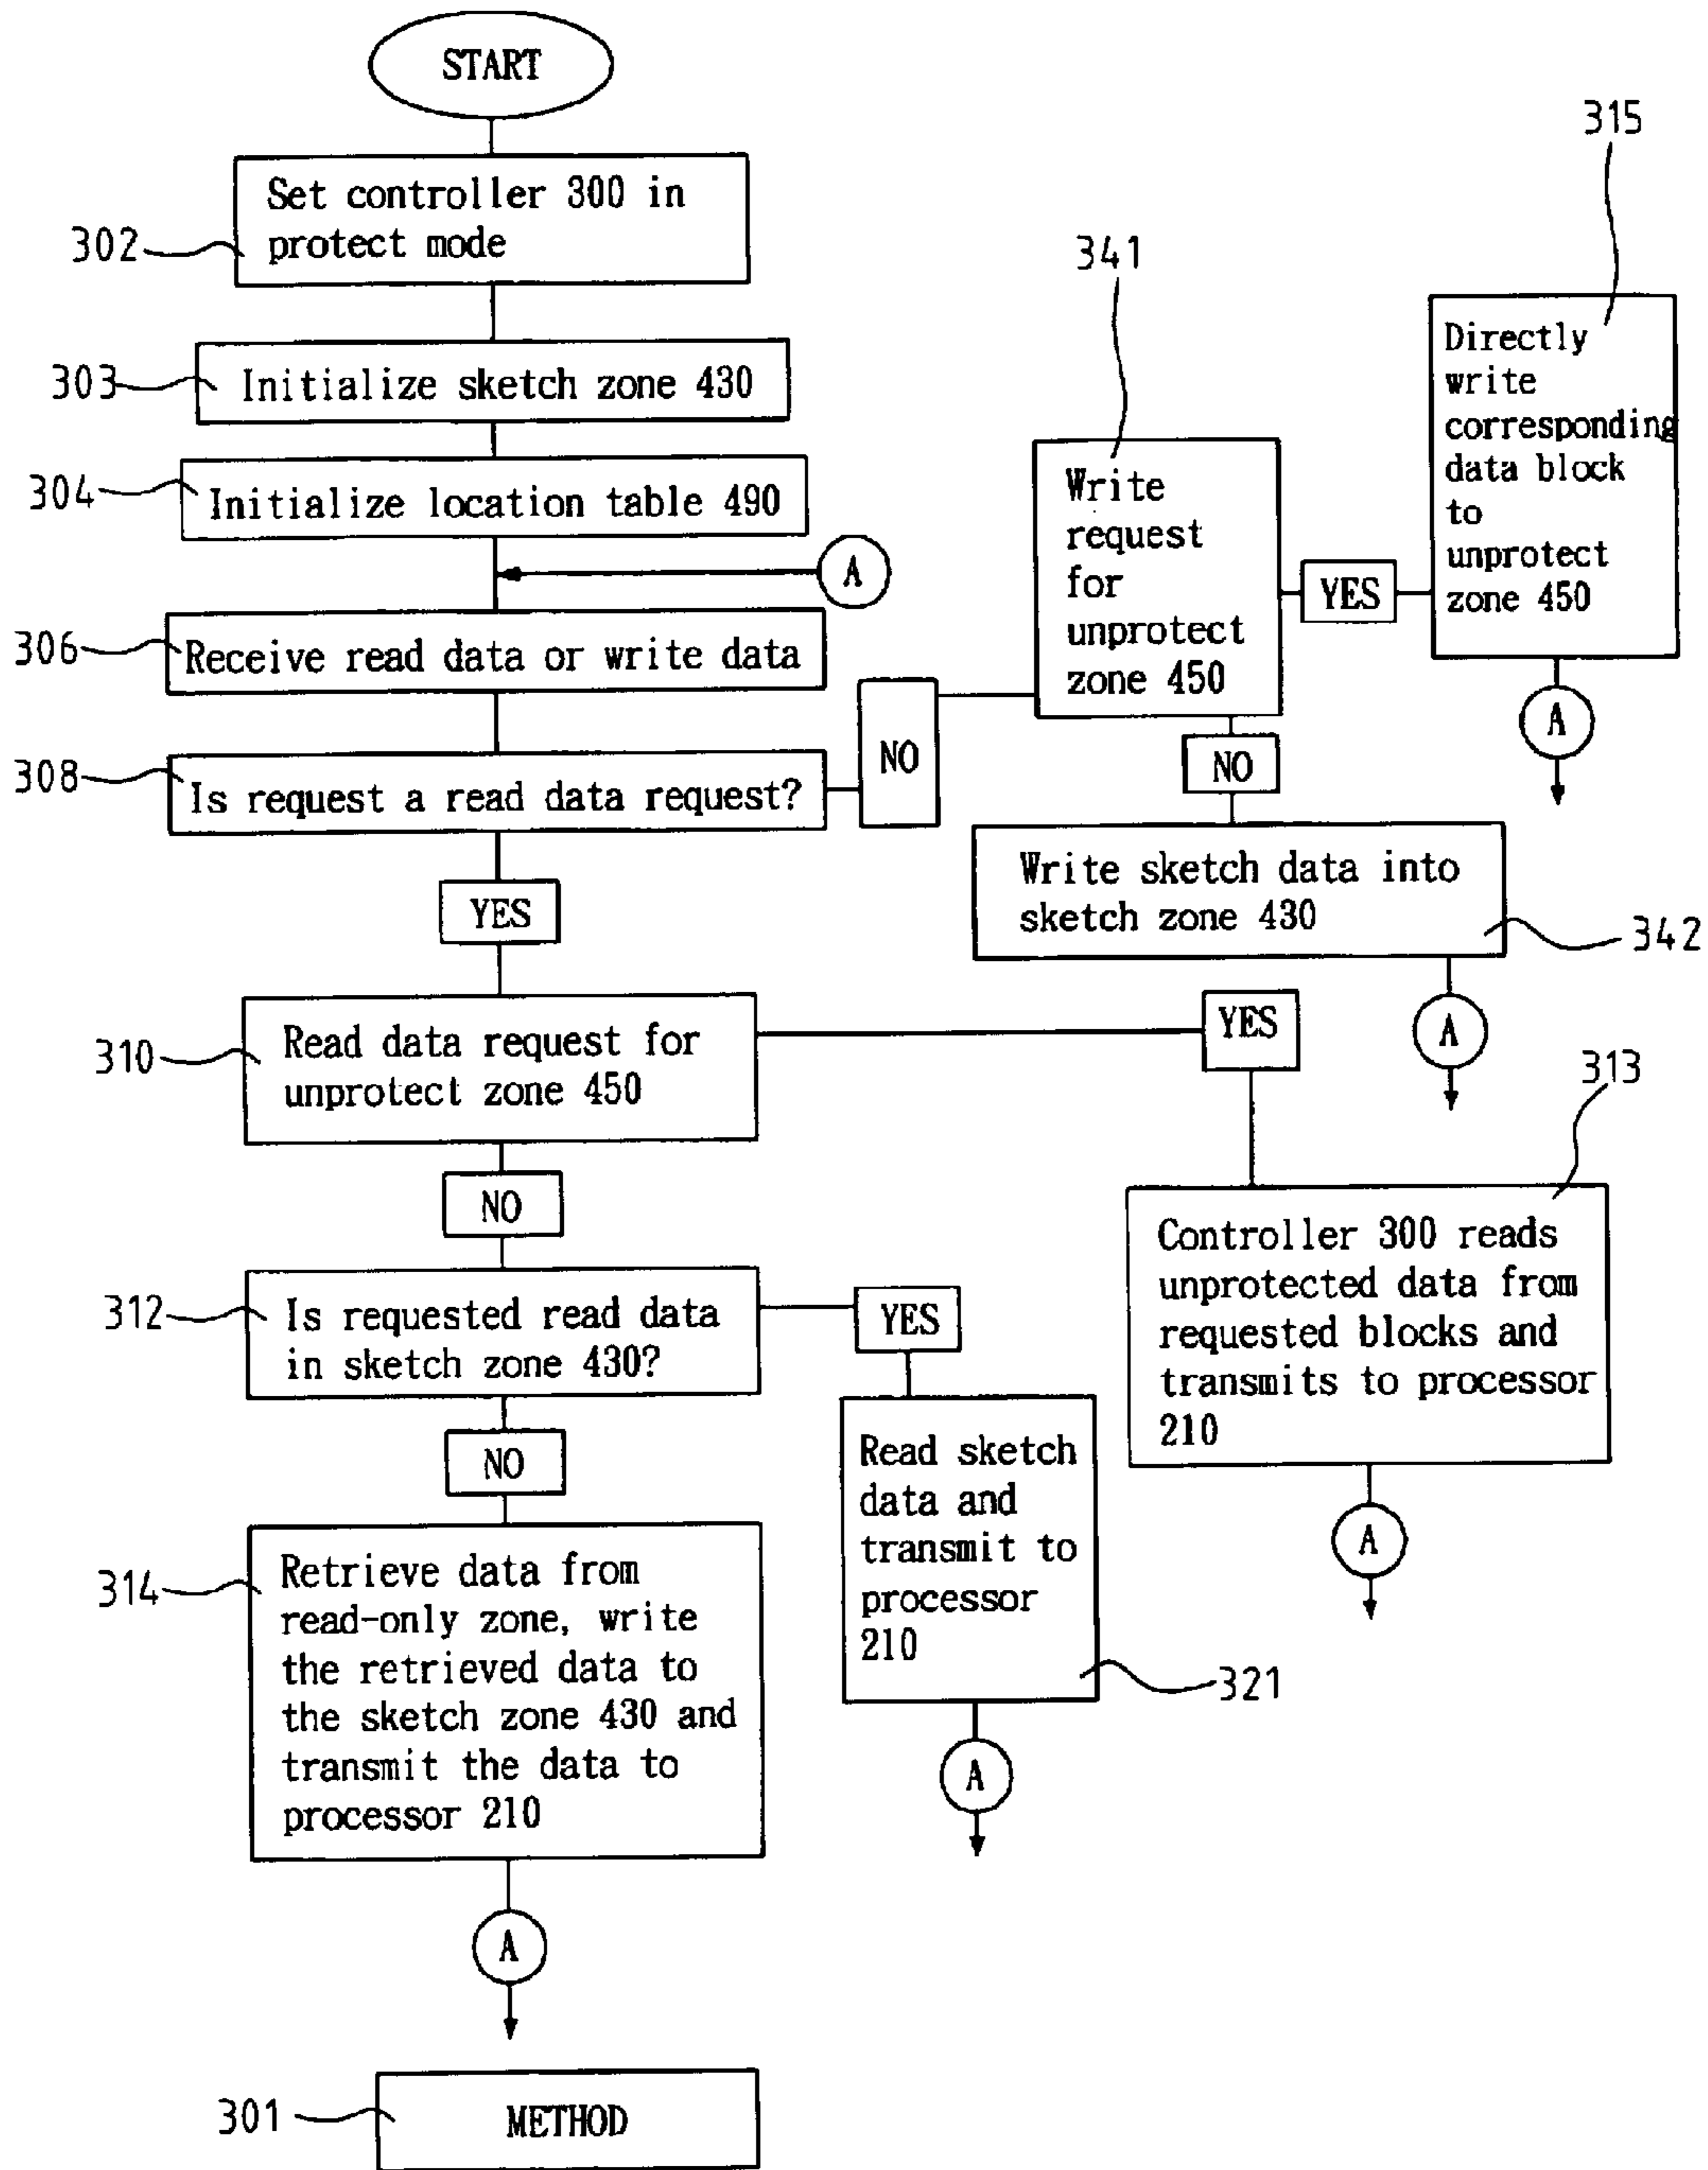 START
302
Set controller 300 in
protect mode
303
Initialize sketch zone 430
304
Initialize location table 490
A
306
Receive read data or write data
308
Is request a read data request?
NO
341
Write
request
for
unprotect
zone 450
YES
315
Directly
write
corresponding
data block
to
unprotect
zone 450
A
NO
Write sketch data into
sketch zone 430
342
A
YES
310
Read data request for
unprotect zone 450
YES
313
Controller 300 reads
unprotected data from
requested blocks and
transmits to processor
210
A
NO
312
Is requested read data
in sketch zone 430?
YES
Read sketch
data and
transmit to
processor
210
321
A
NO
314
Retrieve data from
read-only zone, write
the retrieved data to
the sketch zone 430 and
transmit the data to
processor 210
A
301
METHOD